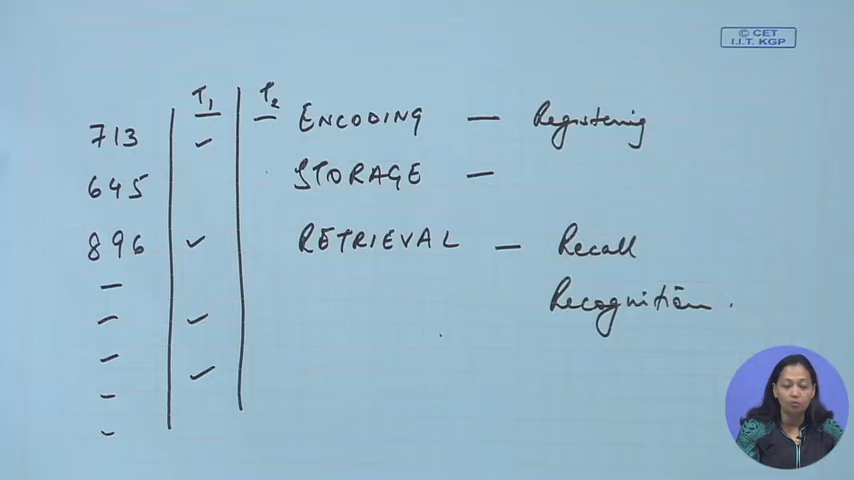 © CET
I.I.T. KGP
T1 T2
713 ENCODING — Registering
645 STORAGE —
896 RETRIEVAL — Recall
Recognition.